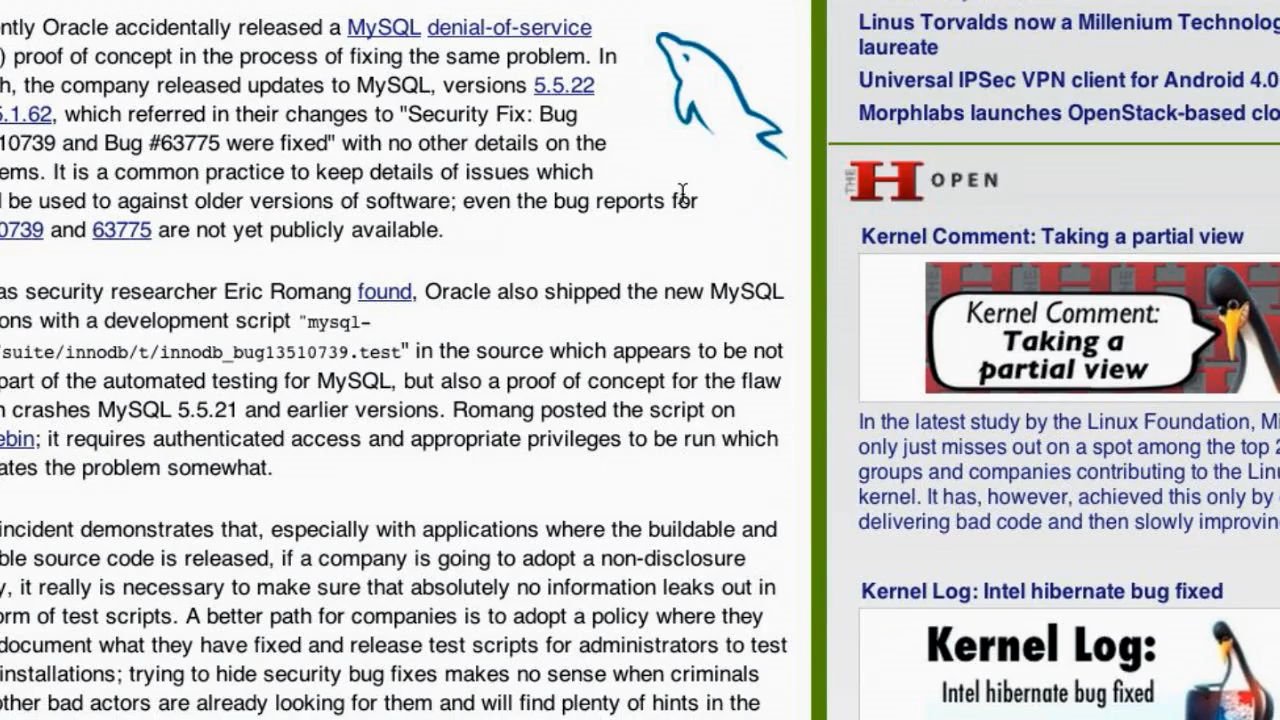 ntly Oracle accidentally released a MySQL denial-of-service
) proof of concept in the process of fixing the same problem. In
h, the company released updates to MySQL, versions 5.5.22
5.1.62, which referred in their changes to "Security Fix: Bug
10739 and Bug #63775 were fixed" with no other details on the
ems. It is a common practice to keep details of issues which
l be used to against older versions of software; even the bug reports for
0739 and 63775 are not yet publicly available.
as security researcher Eric Romang found, Oracle also shipped the new MySQL
ons with a development script "mysql-
/suite/innodb/t/innodb_bug13510739.test" in the source which appears to be not
part of the automated testing for MySQL, but also a proof of concept for the flaw
h crashes MySQL 5.5.21 and earlier versions. Romang posted the script on
ebin; it requires authenticated access and appropriate privileges to be run which
ates the problem somewhat.
incident demonstrates that, especially with applications where the buildable and
ble source code is released, if a company is going to adopt a non-disclosure
y, it really is necessary to make sure that absolutely no information leaks out in
orm of test scripts. A better path for companies is to adopt a policy where they
document what they have fixed and release test scripts for administrators to test
installations; trying to hide security bug fixes makes no sense when criminals
other bad actors are already looking for them and will find plenty of hints in the
Linus Torvalds now a Millenium Technolog
laureate
Universal IPSec VPN client for Android 4.0
Morphlabs launches OpenStack-based clo
THE H OPEN
Kernel Comment: Taking a partial view
Kernel Comment:
Taking a
partial view
In the latest study by the Linux Foundation, Mi
only just misses out on a spot among the top 2
groups and companies contributing to the Linu
kernel. It has, however, achieved this only by
delivering bad code and then slowly improvin
Kernel Log: Intel hibernate bug fixed
Kernel Log:
Intel hibernate bug fixed